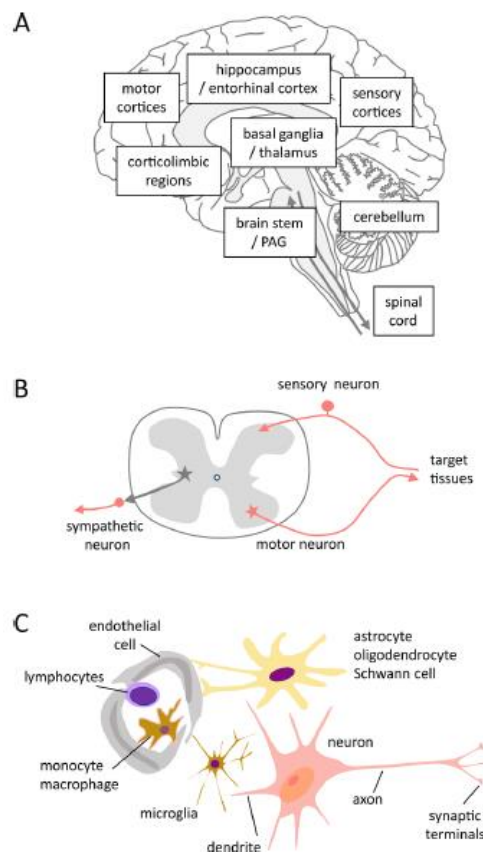 A
hippocampus
/ entorhinal cortex
motor
cortices
sensory
cortices
basal ganglia
/ thalamus
corticolimbic
regions
brain stem
/ PAG
cerebellum
spinal
cord
B
sensory neuron
target
tissues
sympathetic
neuron
motor neuron
C
endothelial
cell
lymphocytes
monocyte
macrophage
microglia
dendrite
astrocyte
oligodendrocyte
Schwann cell
neuron
axon
synaptic
terminals